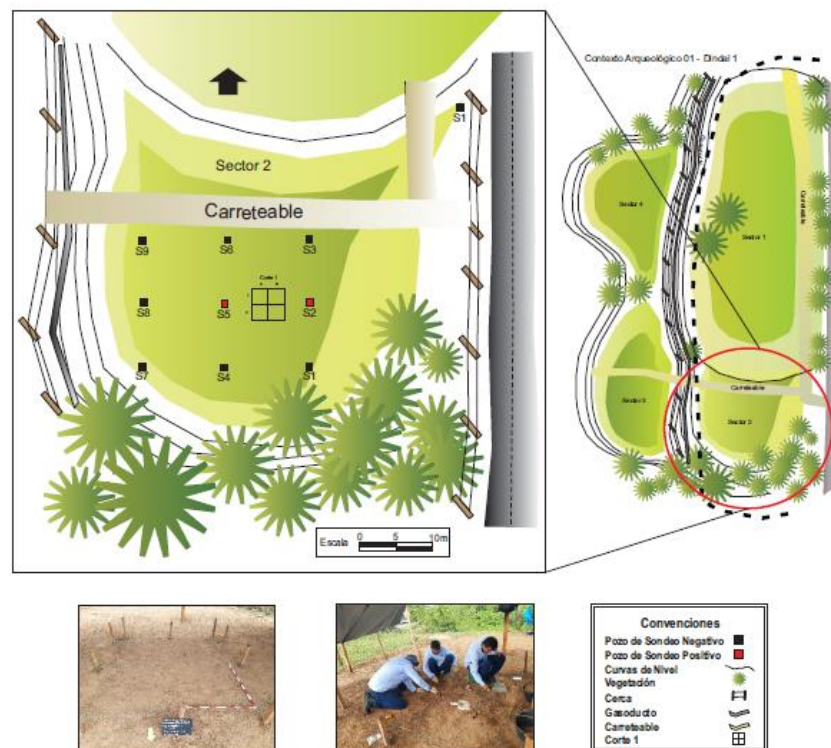 Contexto Arqueológico 01 - Dindal 1
S1
Sector 2
Carreteable
S9
S6
S3
Corte 1
S8
S5
S2
S7
S4
S1
Escala
0
5
10m
Sector 4
Sector 1
Carreteable
Carreteable
Sector 2
Convenciones
Pozo de Sondeo Negativo
Pozo de Sondeo Positivo
Curvas de Nivel
Vegetación
Cerca
Gasoducto
Carreteable
Corte 1